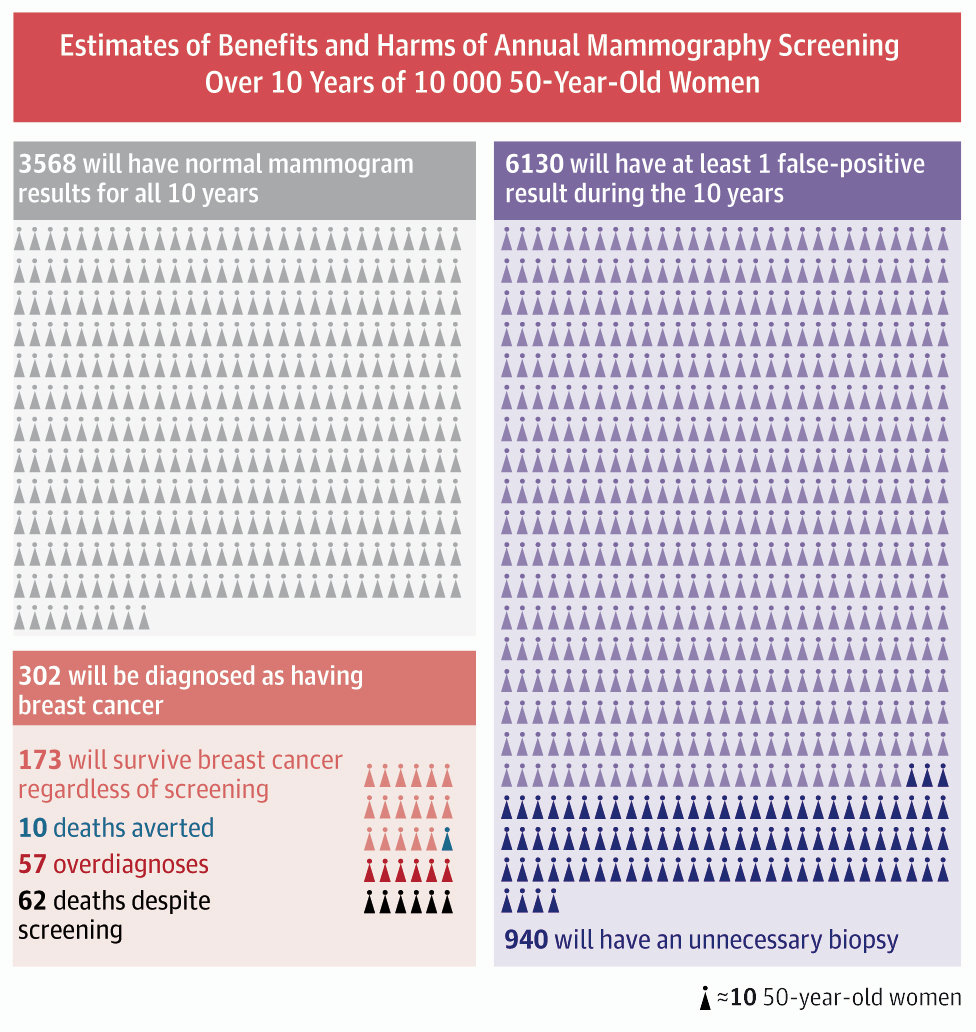 Estimates of Benefits and Harms of Annual Mammography Screening
Over 10 Years of 10 000 50-Year-Old Women
3568 will have normal mammogram
results for all 10 years
302 will be diagnosed as having
breast cancer
173 will survive breast cancer
regardless of screening
10 deaths averted
57 overdiagnoses
62 deaths despite
screening
6130 will have at least 1 false-positive
result during the 10 years
940 will have an unnecessary biopsy
≈10 50-year-old women